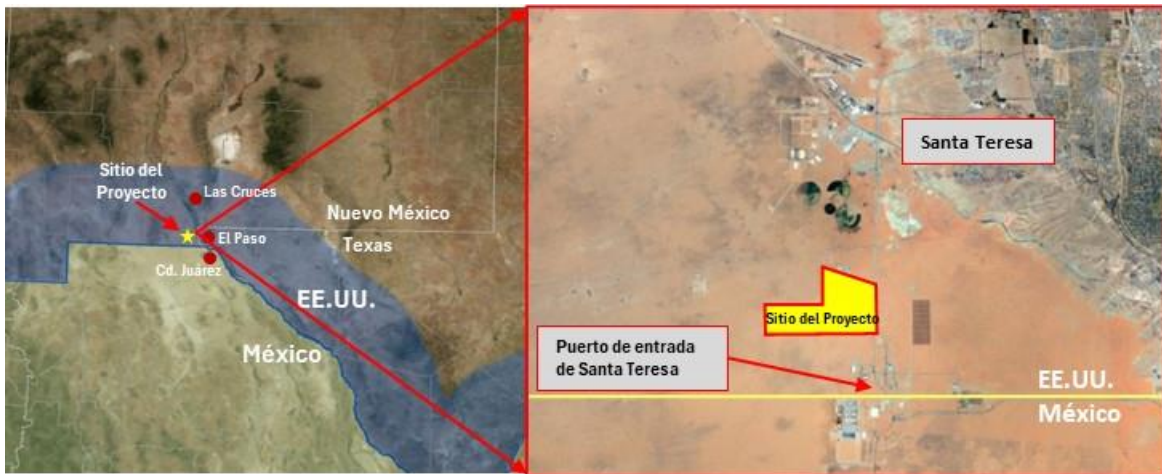 Sitio del
Proyecto
Las Cruces
Nuevo México
El Paso
Texas
Cd. Juárez
EE.UU.
México
Santa Teresa
Sitio del Proyecto
Puerto de entrada
de Santa Teresa
EE.UU.
México